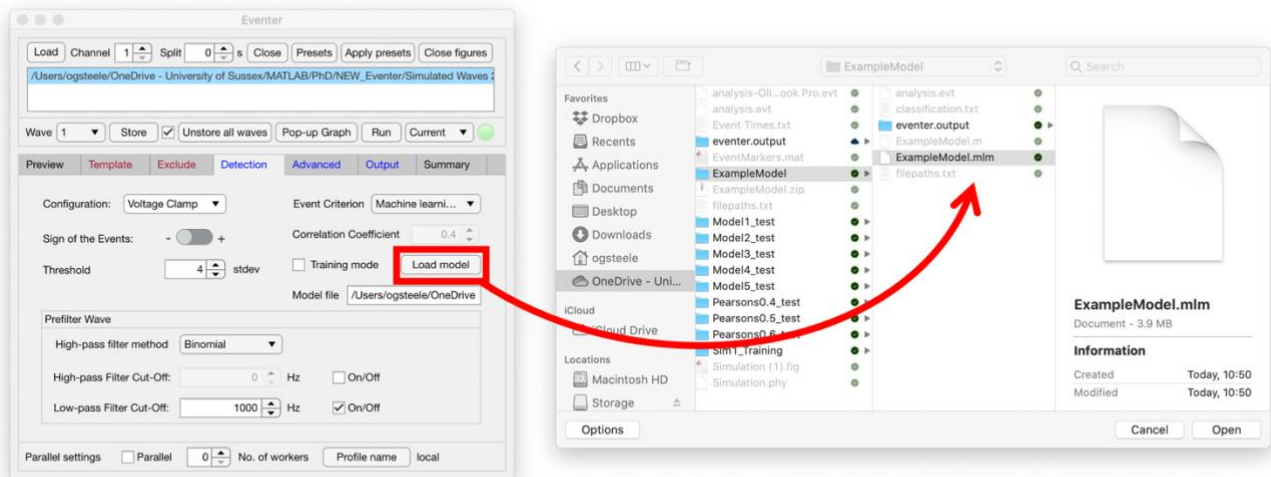 Eventer
Load Channel 1 Split 0 s Close Presets Apply presets Close figures
/Users/ogsteele/OneDrive - University of Sussex/MATLAB/PhD/NEW_Eventer/Simulated Waves 2
Wave 1 Store Unstore all waves Pop-up Graph Run Current
Preview Template Exclude Detection Advanced Output Summary
Configuration: Voltage Clamp Event Criterion Machine learni...
Sign of the Events: - + Correlation Coefficient 0.4
Threshold 4 stdev Training mode Load model
Model file /Users/ogsteele/OneDrive
Prefilter Wave
High-pass filter method Binomial
High-pass Filter Cut-Off: 0 Hz On/Off
Low-pass Filter Cut-Off: 1000 Hz On/Off
Parallel settings Parallel 0 No. of workers Profile name local
ExampleModel Search
Favorites
Dropbox
Recents
Applications
Documents
Desktop
Downloads
ogsteele
OneDrive - Uni...
iCloud
iCloud Drive
Locations
Macintosh HD
Storage
analysis-Oli...ook Pro.evt
analysis.evt
Event Times.txt
eventer.output
EventMarkers.mat
ExampleModel
ExampleModel.zip
filepaths.txt
Model1_test
Model2_test
Model3_test
Model4_test
Model5_test
Pearsons0.4_test
Pearsons0.5_test
Pearsons0.6_test
Sim1_Training
Simulation (1).fig
Simulation.phy
analysis.evt
classification.txt
eventer.output
ExampleModel.m
ExampleModel.mlm
filepaths.txt
ExampleModel.mlm
Document - 3.9 MB
Information
Created Today, 10:50
Modified Today, 10:50
Options Cancel Open